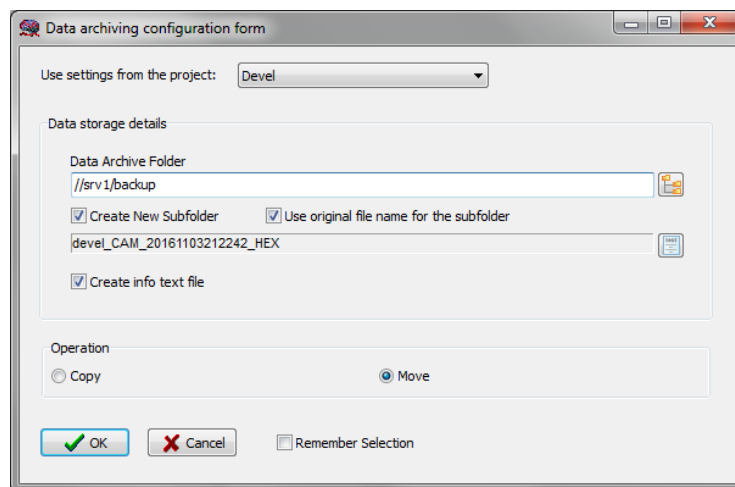 Data archiving configuration form
Use settings from the project: Devel
Data storage details
Data Archive Folder
//srv1/backup
Create New Subfolder Use original file name for the subfolder
devel_CAM_20161103212242_HEX
Create info text file
Operation
Copy Move
OK Cancel Remember Selection